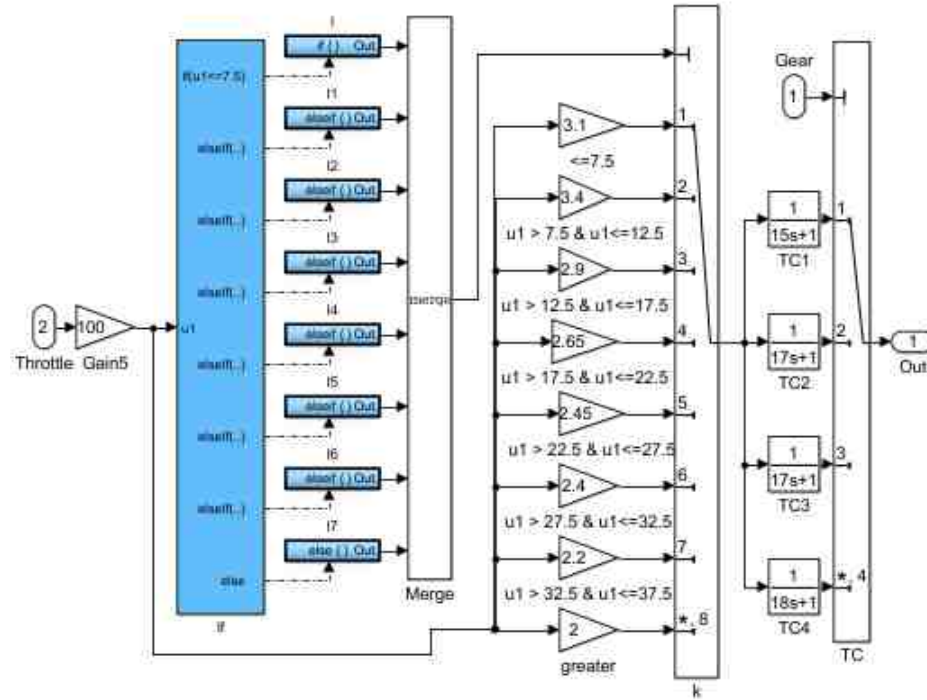 I
if { } Out
if(u1<=7.5)
I1
elseif { } Out
elseif(...)
I2
elseif { } Out
elseif(...)
I3
elseif { } Out
elseif(...)
I4
elseif { } Out
elseif(...)
I5
elseif { } Out
elseif(...)
I6
elseif { } Out
elseif(...)
I7
else { } Out
else
u1
If
2
Throttle
100
Gain5
Merge
3.1
<=7.5
3.4
u1 > 7.5 & u1<=12.5
2.9
u1 > 12.5 & u1<=17.5
2.65
u1 > 17.5 & u1<=22.5
2.45
u1 > 22.5 & u1<=27.5
2.4
u1 > 27.5 & u1<=32.5
2.2
u1 > 32.5 & u1<=37.5
2
greater
1
2
3
4
5
6
7
*, 8
k
Gear
1
1
15s+1
TC1
1
17s+1
TC2
1
17s+1
TC3
1
18s+1
TC4
1
2
3
*, 4
TC
1
Out